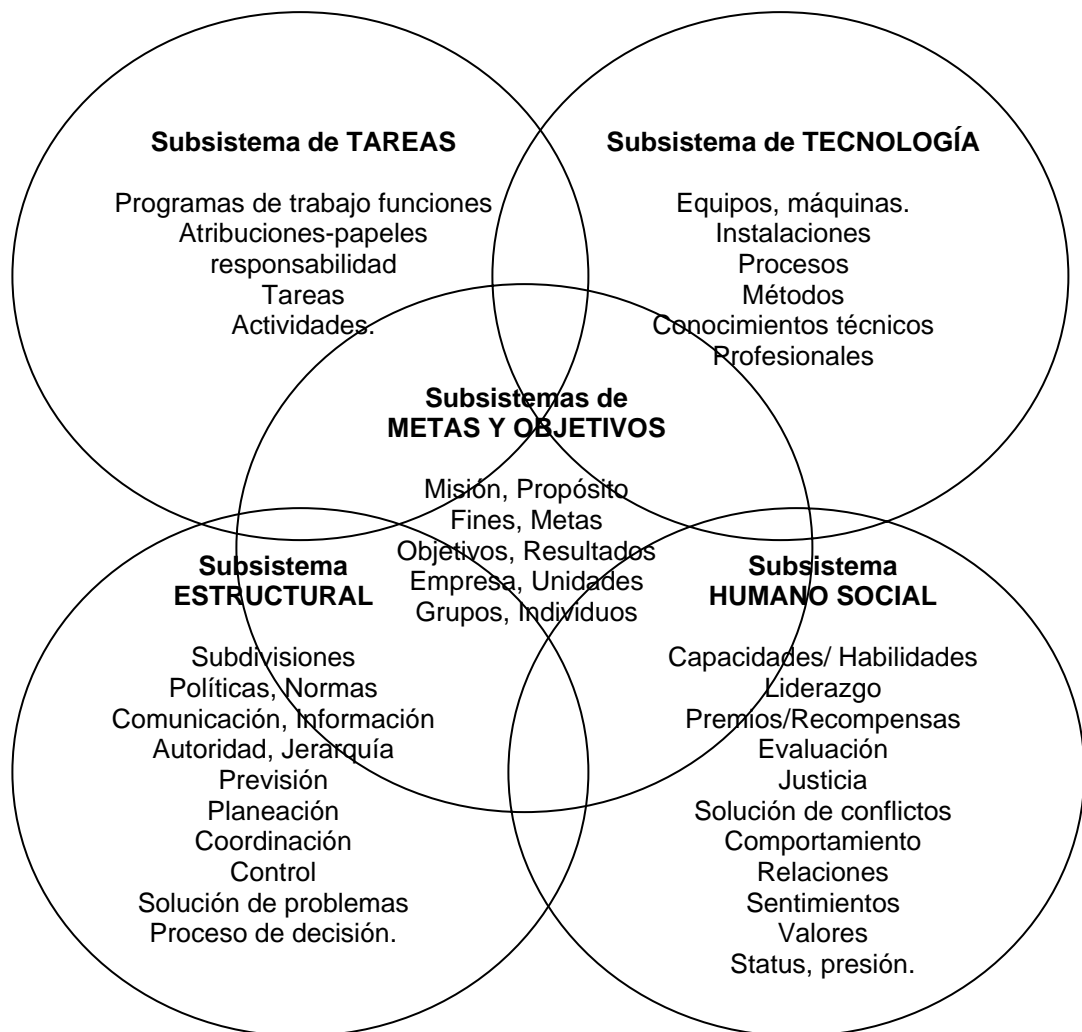 Subsistema de TAREAS
Programas de trabajo funciones
Atribuciones-papeles
responsabilidad
Tareas
Actividades.
Subsistema de TECNOLOGÍA
Equipos, máquinas.
Instalaciones
Procesos
Métodos
Conocimientos técnicos
Profesionales
Subsistemas de
METAS Y OBJETIVOS
Misión, Propósito
Fines, Metas
Objetivos, Resultados
Empresa, Unidades
Grupos, Individuos
Subsistema
ESTRUCTURAL
Subdivisiones
Políticas, Normas
Comunicación, Información
Autoridad, Jerarquía
Previsión
Planeación
Coordinación
Control
Solución de problemas
Proceso de decisión.
Subsistema
HUMANO SOCIAL
Capacidades/ Habilidades
Liderazgo
Premios/Recompensas
Evaluación
Justicia
Solución de conflictos
Comportamiento
Relaciones
Sentimientos
Valores
Status, presión.